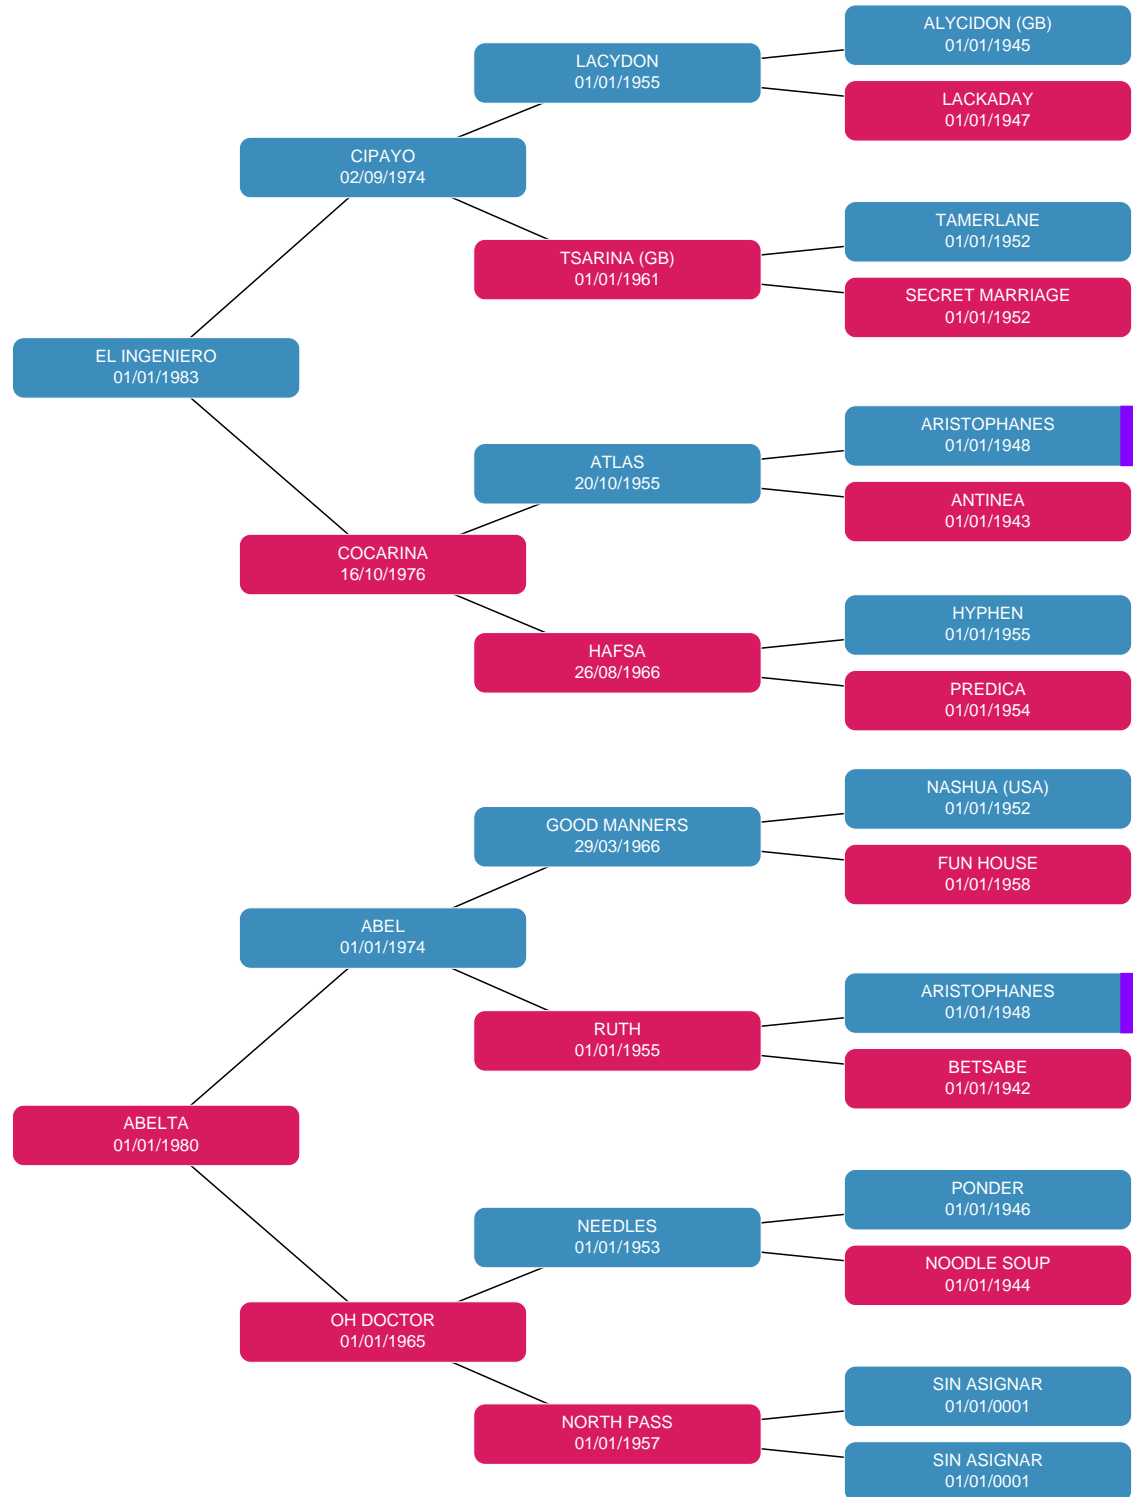 ALYCIDON (GB)
01/01/1945
LACYDON
01/01/1955
LACKADAY
01/01/1947
CIPAYO
02/09/1974
TAMERLANE
01/01/1952
TSARINA (GB)
01/01/1961
SECRET MARRIAGE
01/01/1952
EL INGENIERO
01/01/1983
ARISTOPHANES
01/01/1948
ATLAS
20/10/1955
ANTINEA
01/01/1943
COCARINA
16/10/1976
HYPHEN
01/01/1955
HAFSA
26/08/1966
PREDICA
01/01/1954
NASHUA (USA)
01/01/1952
GOOD MANNERS
29/03/1966
FUN HOUSE
01/01/1958
ABEL
01/01/1974
ARISTOPHANES
01/01/1948
RUTH
01/01/1955
BETSABE
01/01/1942
ABELTA
01/01/1980
PONDER
01/01/1946
NEEDLES
01/01/1953
NOODLE SOUP
01/01/1944
OH DOCTOR
01/01/1965
SIN ASIGNAR
01/01/0001
NORTH PASS
01/01/1957
SIN ASIGNAR
01/01/0001